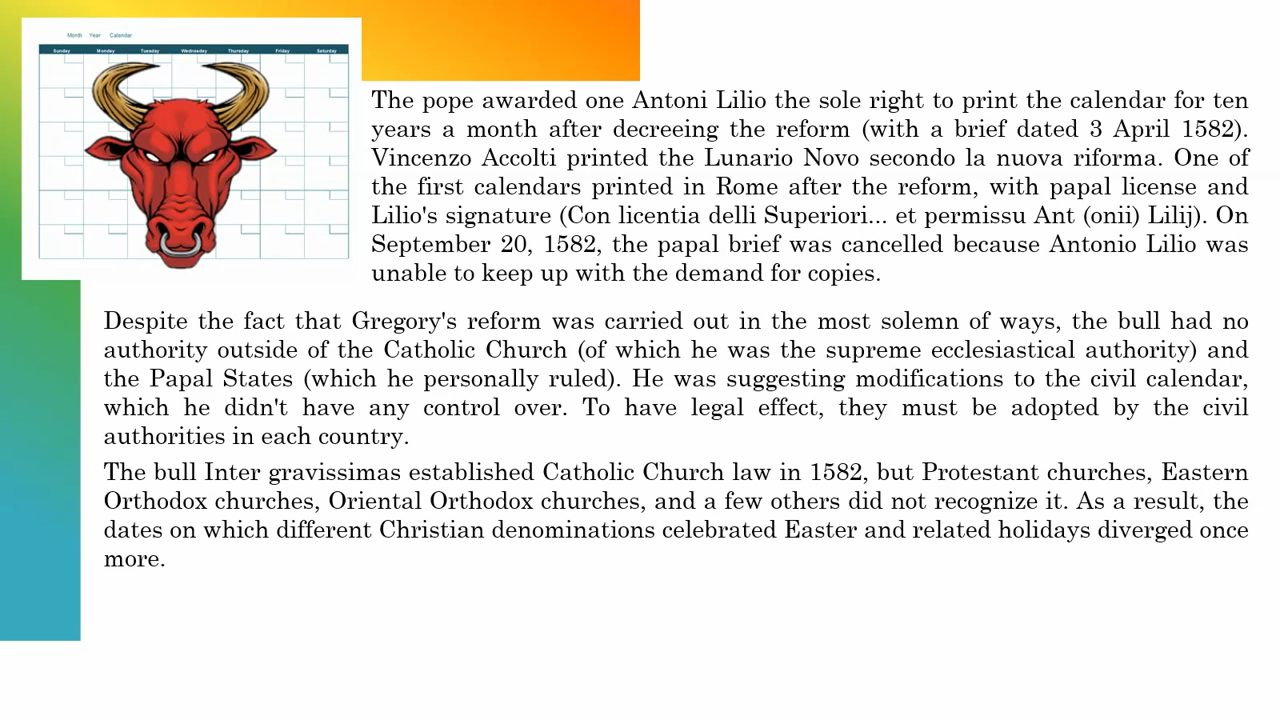 Month Year Calendar
Sunday Monday Tuesday Wednesday Thursday Friday Saturday
The pope awarded one Antoni Lilio the sole right to print the calendar for ten
years a month after decreeing the reform (with a brief dated 3 April 1582).
Vincenzo Accolti printed the Lunario Novo secondo la nuova riforma. One of
the first calendars printed in Rome after the reform, with papal license and
Lilio's signature (Con licentia delli Superiori... et permissu Ant (onii) Lilij). On
September 20, 1582, the papal brief was cancelled because Antonio Lilio was
unable to keep up with the demand for copies.
Despite the fact that Gregory's reform was carried out in the most solemn of ways, the bull had no
authority outside of the Catholic Church (of which he was the supreme ecclesiastical authority) and
the Papal States (which he personally ruled). He was suggesting modifications to the civil calendar,
which he didn't have any control over. To have legal effect, they must be adopted by the civil
authorities in each country.
The bull Inter gravissimas established Catholic Church law in 1582, but Protestant churches, Eastern
Orthodox churches, Oriental Orthodox churches, and a few others did not recognize it. As a result, the
dates on which different Christian denominations celebrated Easter and related holidays diverged once
more.